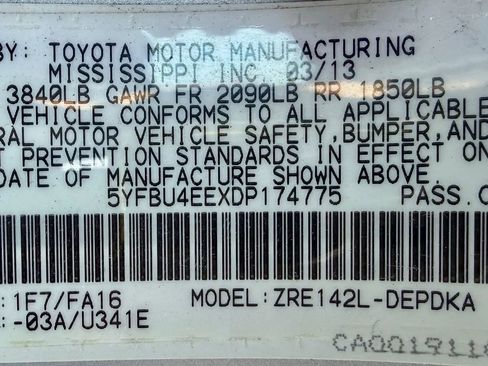 BY: TOYOTA MOTOR MANUFACTURING
MISSISSIPPI INC. 03/13
3840LB GAWR FR 2090LB RR 1850LB
VEHICLE CONFORMS TO ALL APPLICABLE
RAL MOTOR VEHICLE SAFETY, BUMPER, AND
T PREVENTION STANDARDS IN EFFECT ON
DATE OF MANUFACTURE SHOWN ABOVE.
5YFBU4EEXDP174775 PASS.C
: 1F7/FA16 MODEL: ZRE142L-DEPDKA
: -03A/U341E